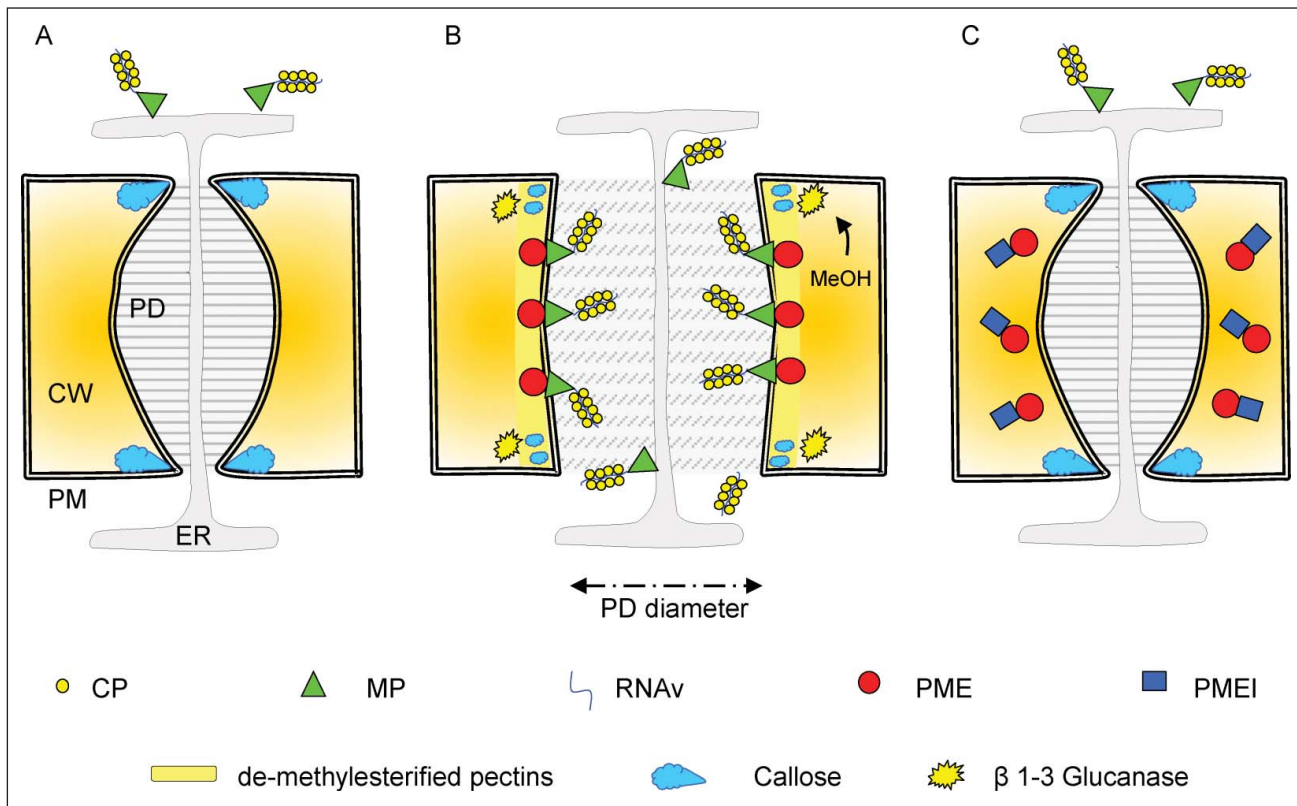 A
B
C
PD
CW
PM
ER
MeOH
PD diameter
CP
MP
RNAv
PME
PMEI
de-methylesterified pectins
Callose
β 1-3 Glucanase